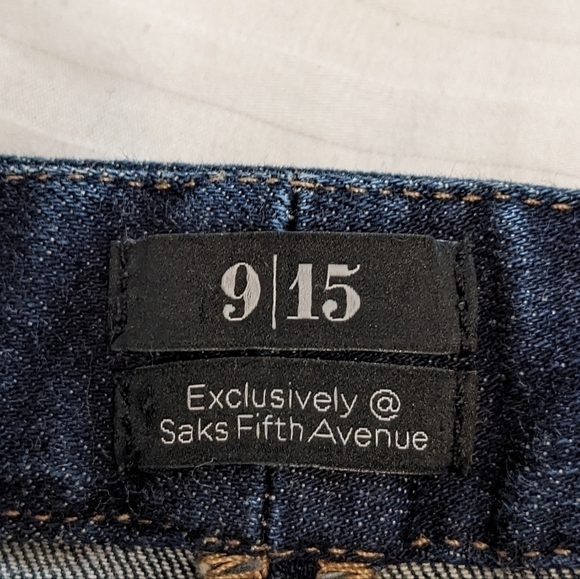 9|15
Exclusively @
Saks Fifth Avenue